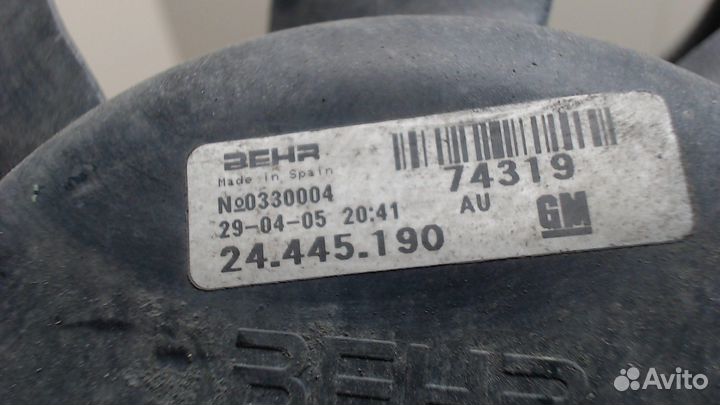 BEHR
Made in Spain
74319
№0330004
AU
GM
29-04-05 20:41
24.445.190
BEHR
Avito